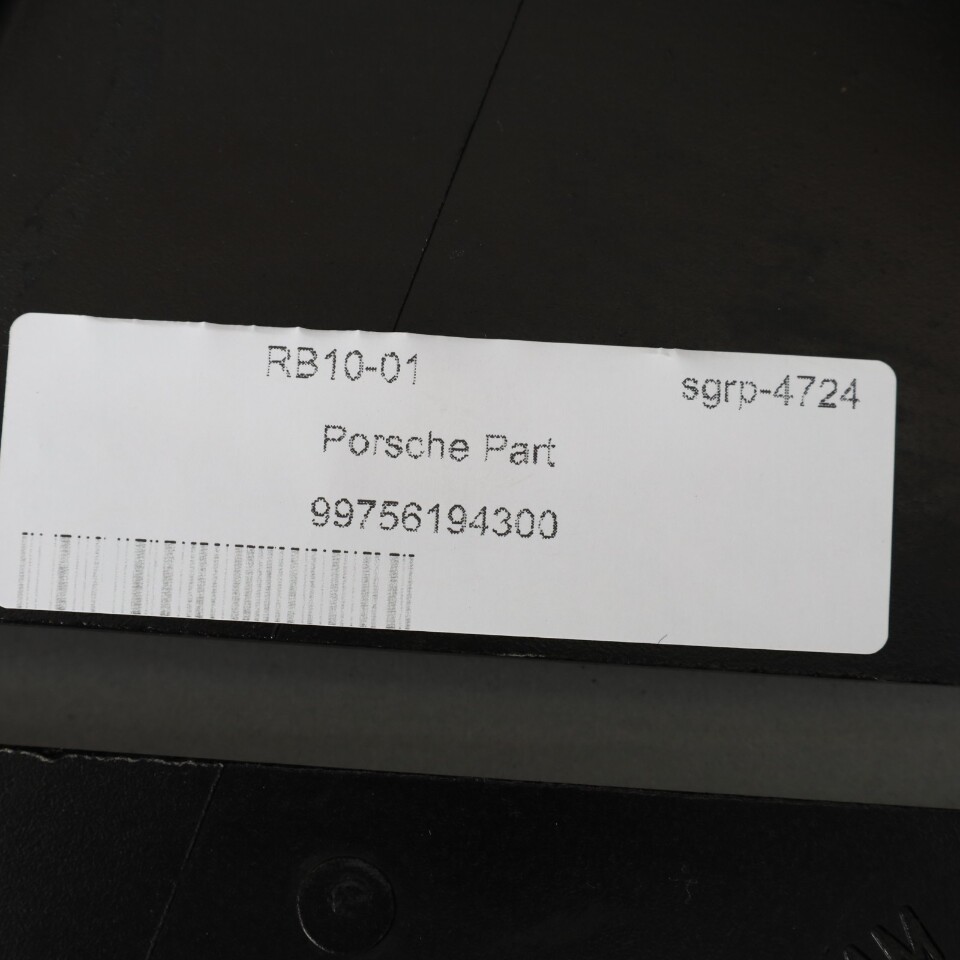 RB10-01
sgrp-4724
Porsche Part
99756194300